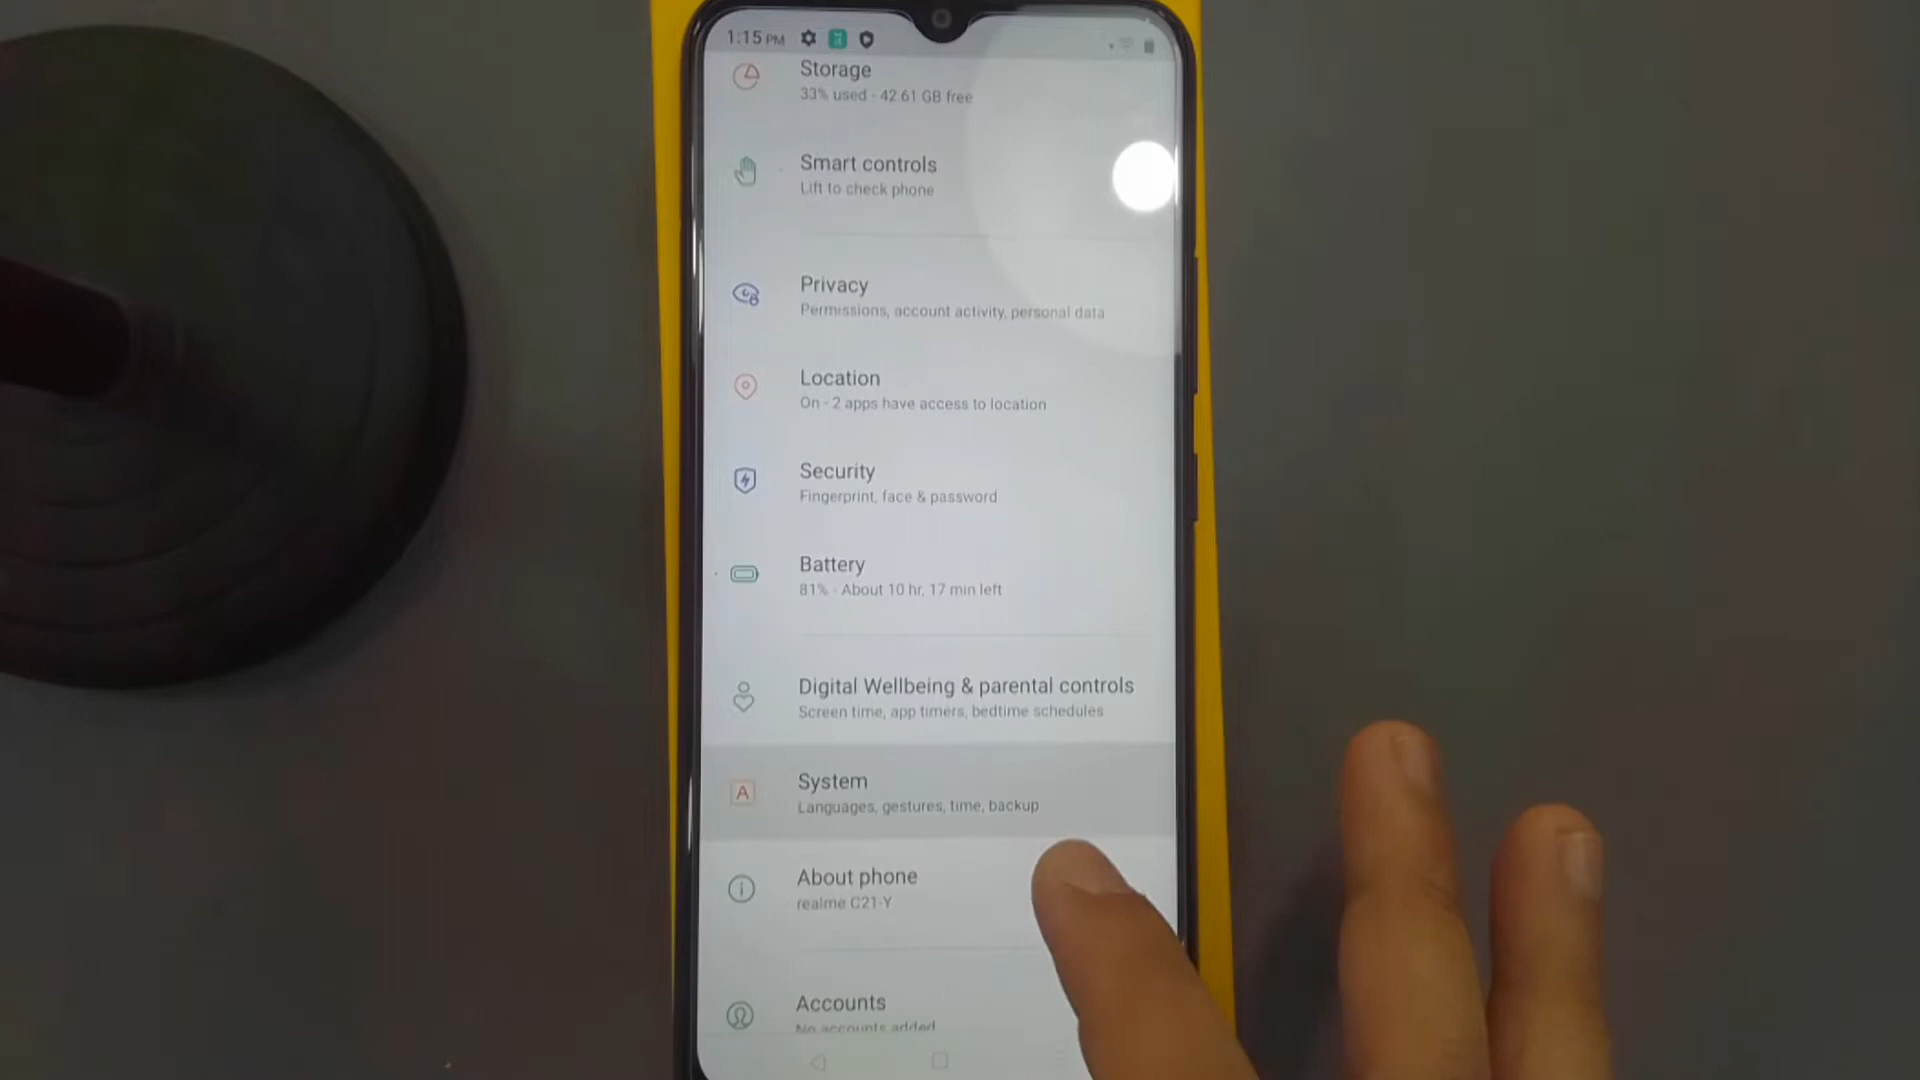 1:15 PM
Storage
33% used - 42.61 GB free
Smart controls
Lift to check phone
Privacy
Permissions, account activity, personal data
Location
On - 2 apps have access to location
Security
Fingerprint, face & password
Battery
81% - About 10 hr, 17 min left
Digital Wellbeing & parental controls
Screen time, app timers, bedtime schedules
A
System
Languages, gestures, time, backup
About phone
realme C21-Y
Accounts
No accounts added